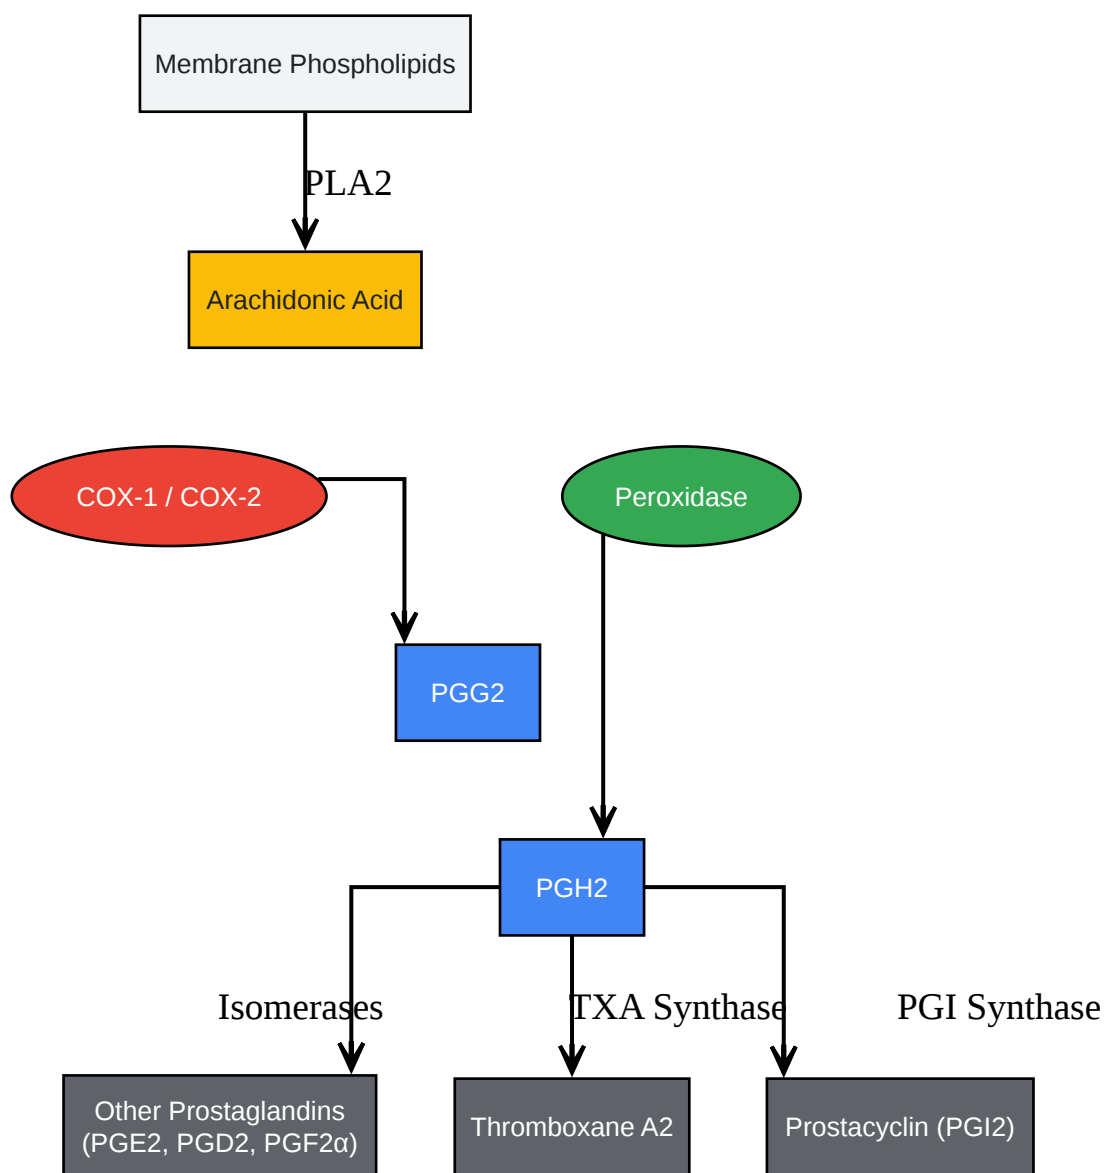 Membrane Phospholipids
PLA2
Arachidonic Acid
COX-1 / COX-2
Peroxidase
PGG2
PGH2
Isomerases
TXA Synthase
PGI Synthase
Other Prostaglandins
(PGE2, PGD2, PGF2α)
Thromboxane A2
Prostacyclin (PGI2)